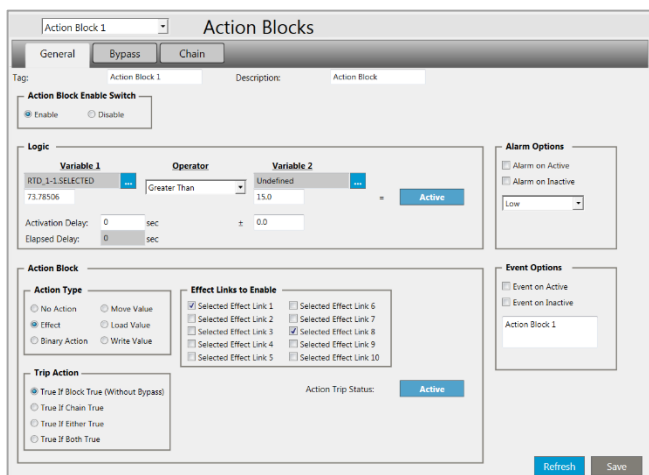 Action Block 1 Action Blocks
General Bypass Chain
Tag: Action Block 1 Description: Action Block
Action Block Enable Switch
Enable Disable
Logic
Variable 1 Operator Variable 2
RTD_1-1.SELECTED ... Greater Than Undefined ...
73.78506 15.0 = Active
Activation Delay: 0 sec ± 0.0
Elapsed Delay: 0 sec
Alarm Options
Alarm on Active
Alarm on Inactive
Low
Action Block
Action Type
No Action Move Value
Effect Load Value
Binary Action Write Value
Effect Links to Enable
Selected Effect Link 1 Selected Effect Link 6
Selected Effect Link 2 Selected Effect Link 7
Selected Effect Link 3 Selected Effect Link 8
Selected Effect Link 4 Selected Effect Link 9
Selected Effect Link 5 Selected Effect Link 10
Event Options
Event on Active
Event on Inactive
Action Block 1
Trip Action
True If Block True (Without Bypass)
True If Chain True
True If Either True
True If Both True
Action Trip Status: Active
Refresh Save